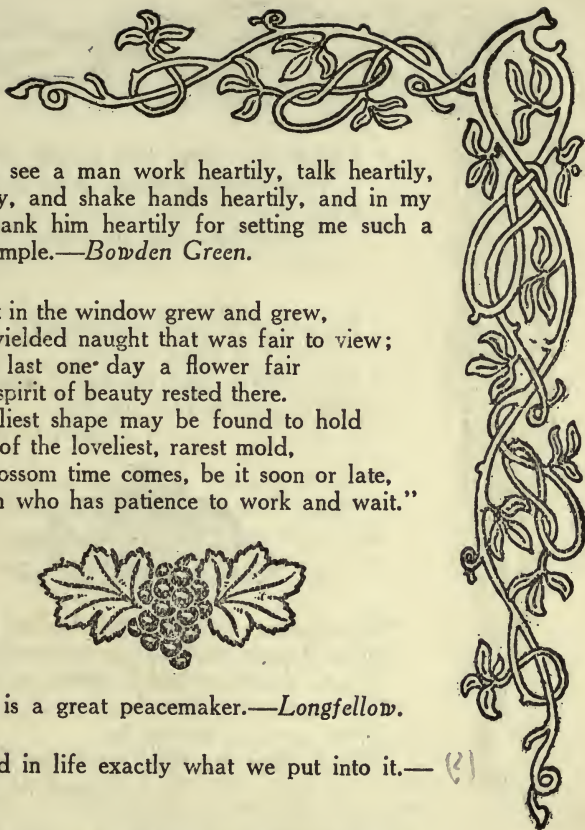 see a man work heartily, talk heartily,
y, and shake hands heartily, and in my
ank him heartily for setting me such a
mple.—Bowden Green.
t in the window grew and grew,
yielded naught that was fair to view;
last one day a flower fair
spirit of beauty rested there.
liest shape may be found to hold
of the loveliest, rarest mold,
ossom time comes, be it soon or late,
n who has patience to work and wait."
is a great peacemaker.—Longfellow.
d in life exactly what we put into it.— (?)